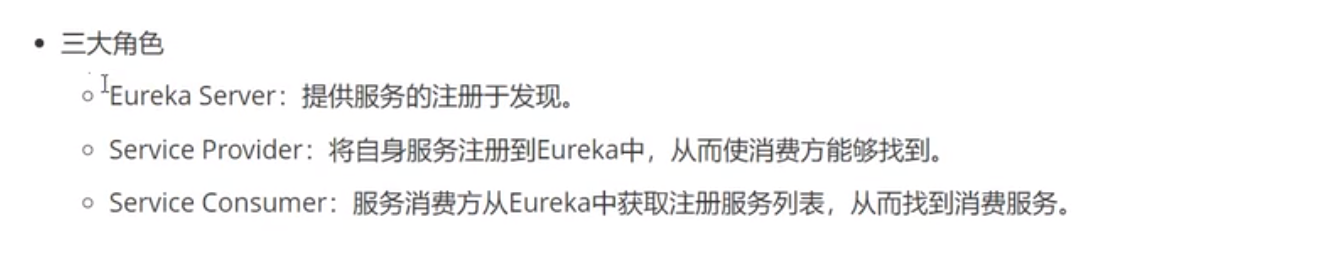 三大角色
Eureka Server：提供服务的注册于发现。
Service Provider：将自身服务注册到Eureka中，从而使消费方能够找到。
Service Consumer：服务消费方从Eureka中获取注册服务列表，从而找到消费服务。